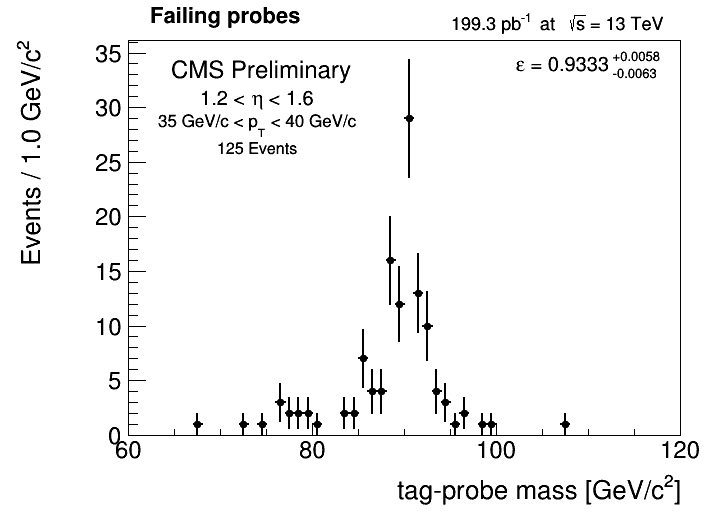 Failing probes
199.3 pb⁻¹ at √s = 13 TeV
CMS Preliminary
ε = 0.9333 +0.0058 -0.0063
1.2 < η < 1.6
35 GeV/c < p_T < 40 GeV/c
125 Events
Events / 1.0 GeV/c²
35
30
25
20
15
10
5
0
60 80 100 120
tag-probe mass [GeV/c²]